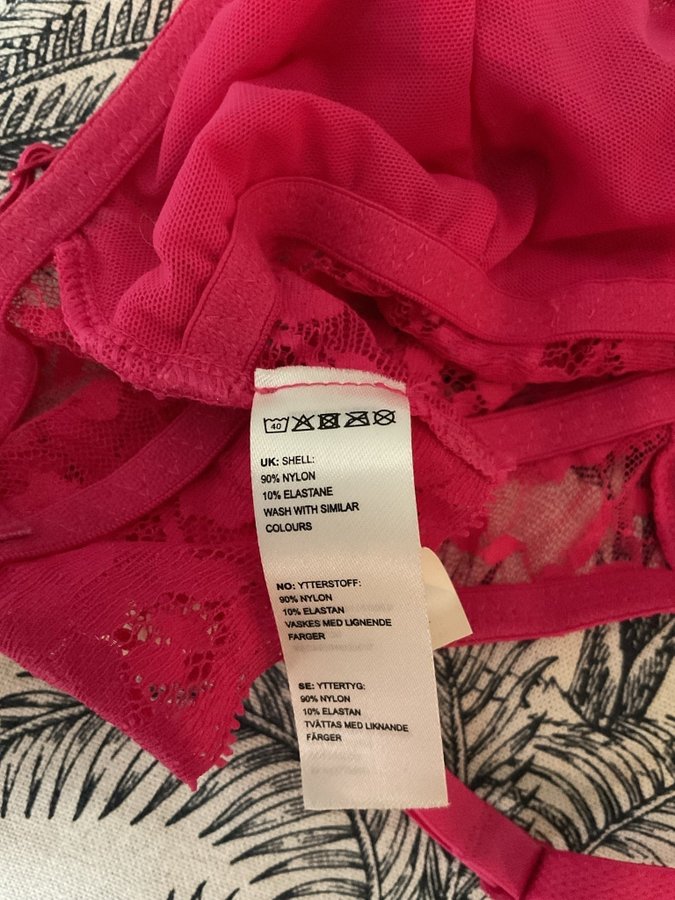 40
UK: SHELL:
90% NYLON
10% ELASTANE
WASH WITH SIMILAR
COLOURS
NO: YTTERSTOFF:
90% NYLON
10% ELASTAN
VASKES MED LIGNENDE
FARGER
SE: YTTERTYG:
90% NYLON
10% ELASTAN
TVÄTTAS MED LIKNANDE
FÄRGER